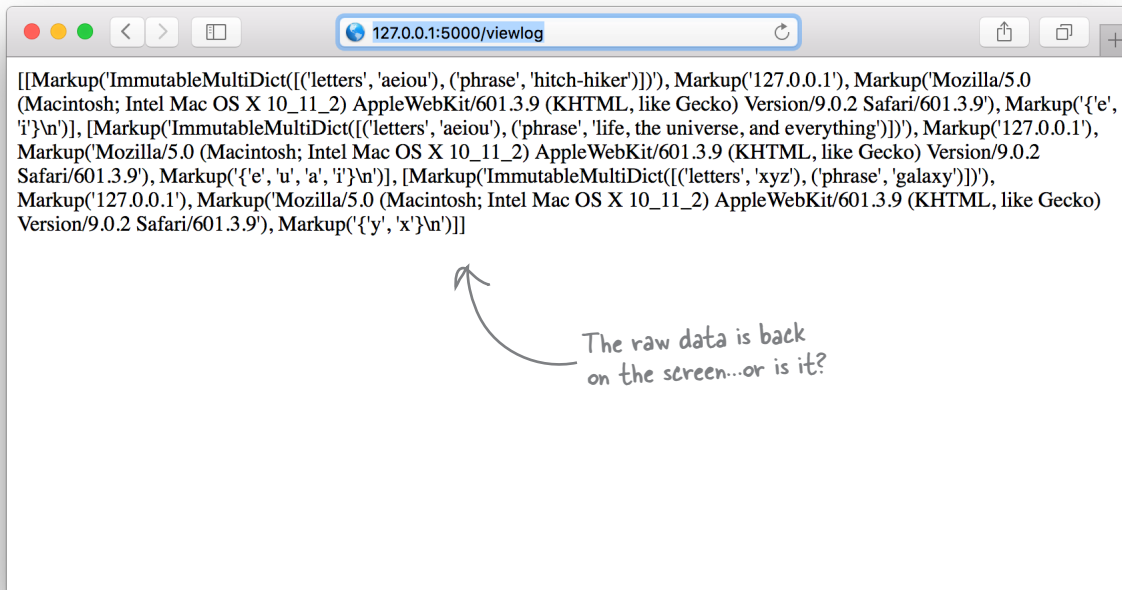 127.0.0.1:5000/viewlog
[[Markup('ImmutableMultiDict([('letters', 'aeiou'), ('phrase', 'hitch-hiker')])'), Markup('127.0.0.1'), Markup('Mozilla/5.0
(Macintosh; Intel Mac OS X 10_11_2) AppleWebKit/601.3.9 (KHTML, like Gecko) Version/9.0.2 Safari/601.3.9'), Markup('{'e',
'i'}\n')], [Markup('ImmutableMultiDict([('letters', 'aeiou'), ('phrase', 'life, the universe, and everything')])'), Markup('127.0.0.1'),
Markup('Mozilla/5.0 (Macintosh; Intel Mac OS X 10_11_2) AppleWebKit/601.3.9 (KHTML, like Gecko) Version/9.0.2
Safari/601.3.9'), Markup('{'e', 'u', 'a', 'i'}\n')], [Markup('ImmutableMultiDict([('letters', 'xyz'), ('phrase', 'galaxy')])'),
Markup('127.0.0.1'), Markup('Mozilla/5.0 (Macintosh; Intel Mac OS X 10_11_2) AppleWebKit/601.3.9 (KHTML, like Gecko)
Version/9.0.2 Safari/601.3.9'), Markup('{'y', 'x'}\n')]]
The raw data is back
on the screen...or is it?